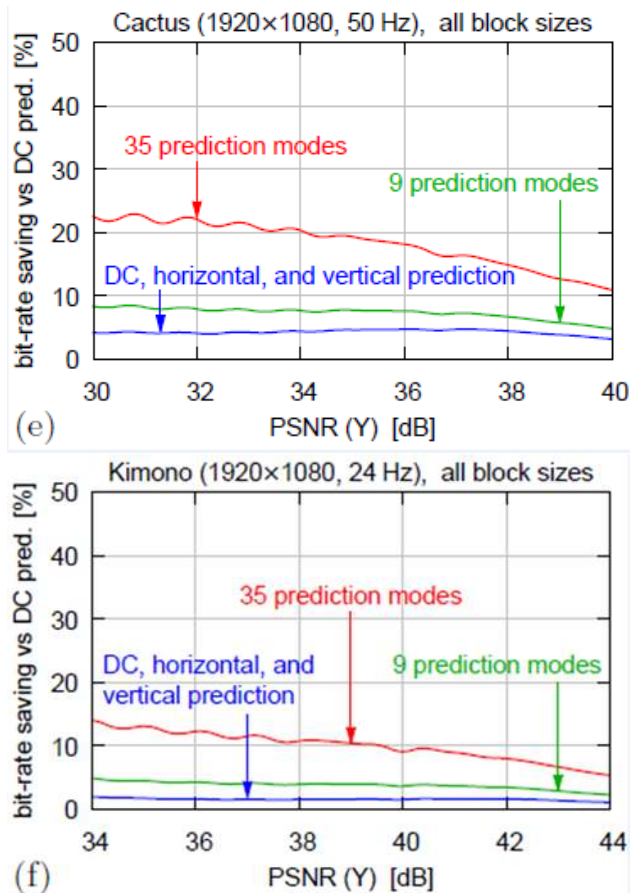 Cactus (1920×1080, 50 Hz), all block sizes
bit-rate saving vs DC pred. [%]
50
40
30
20
10
0
35 prediction modes
9 prediction modes
DC, horizontal, and vertical prediction
30
32
34
36
38
40
PSNR (Y) [dB]
(e)
Kimono (1920×1080, 24 Hz), all block sizes
bit-rate saving vs DC pred. [%]
50
40
30
20
10
0
35 prediction modes
DC, horizontal, and
vertical prediction
9 prediction modes
34
36
38
40
42
44
PSNR (Y) [dB]
(f)